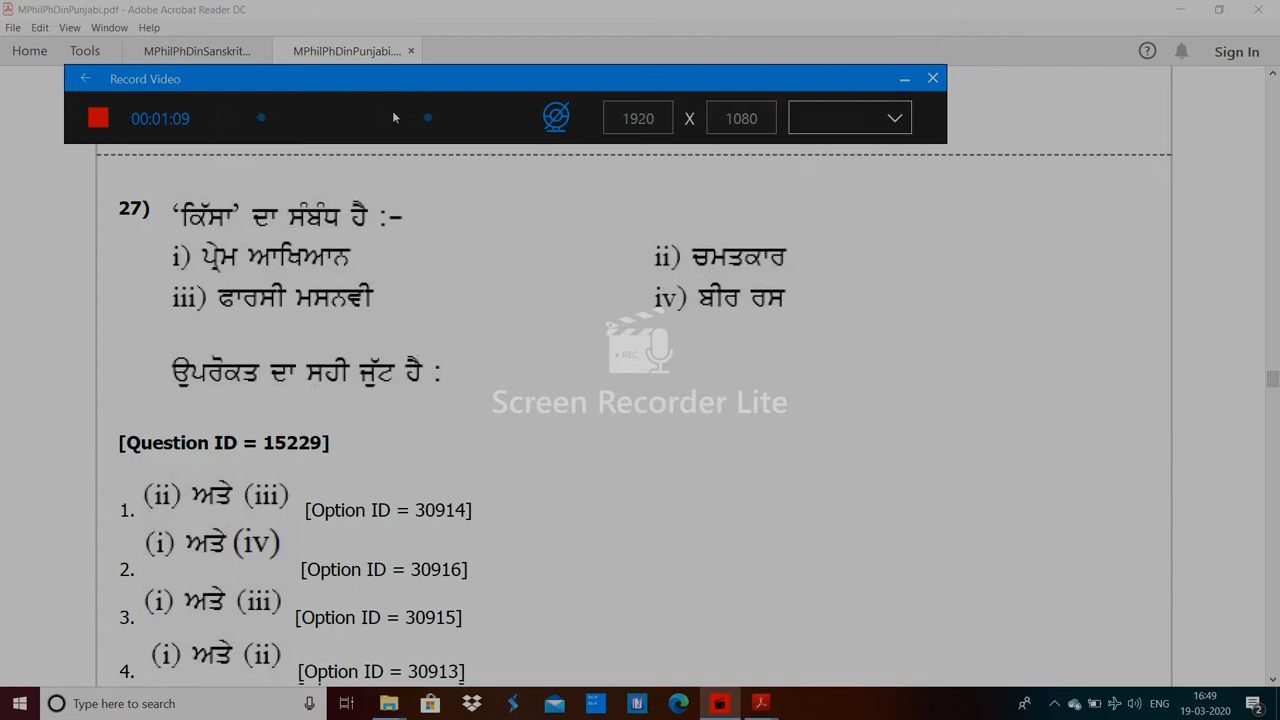 MPhilPhDinPunjabi.pdf - Adobe Acrobat Reader DC
File Edit View Window Help
Home Tools MPhilPhDinSanskrit... MPhilPhDinPunjabi.... × Sign In
Record Video
00:01:09 1920 X 1080
27) ‘ਕਿੱਸਾ’ ਦਾ ਸੰਬੰਧ ਹੈ :–
i) ਪ੍ਰੇਮ ਆਖਿਆਨ ii) ਚਮਤਕਾਰ
iii) ਫਾਰਸੀ ਮਸਨਵੀ iv) ਬੀਰ ਰਸ
REC
ਉਪਰੋਕਤ ਦਾ ਸਹੀ ਜੁੱਟ ਹੈ :
Screen Recorder Lite
[Question ID = 15229]
1. (ii) ਅਤੇ (iii) [Option ID = 30914]
2. (i) ਅਤੇ (iv) [Option ID = 30916]
3. (i) ਅਤੇ (iii) [Option ID = 30915]
4. (i) ਅਤੇ (ii) [Option ID = 30913]
Type here to search ENG 16:49
19-03-2020 2